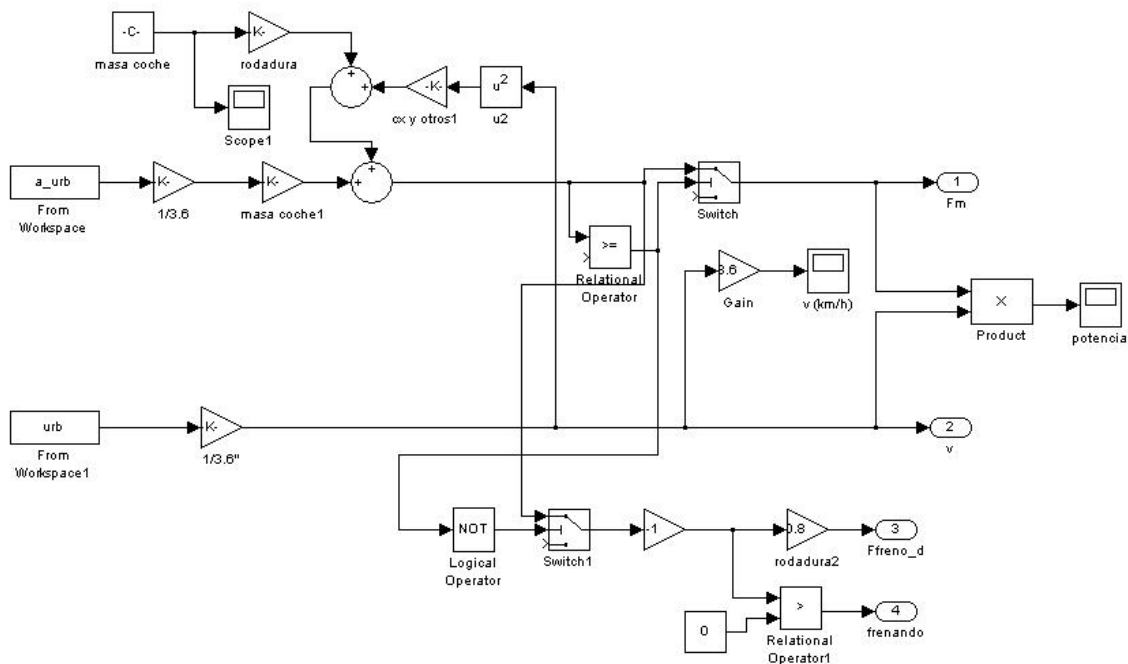 -C-
masa coche
K-
rodadura
+
+
-K-
cx y otros1
u²
u2
Scope1
a_urb
From
Workspace
K-
1/3.6
K-
masa coche1
+
+
Switch
1
Fm
>=
Relational
Operator
3.6
Gain
v (km/h)
×
Product
potencia
urb
From
Workspace1
K-
1/3.6"
2
v
NOT
Logical
Operator
Switch1
-1
0.8
rodadura2
3
Ffreno_d
0
>
Relational
Operator1
4
frenando